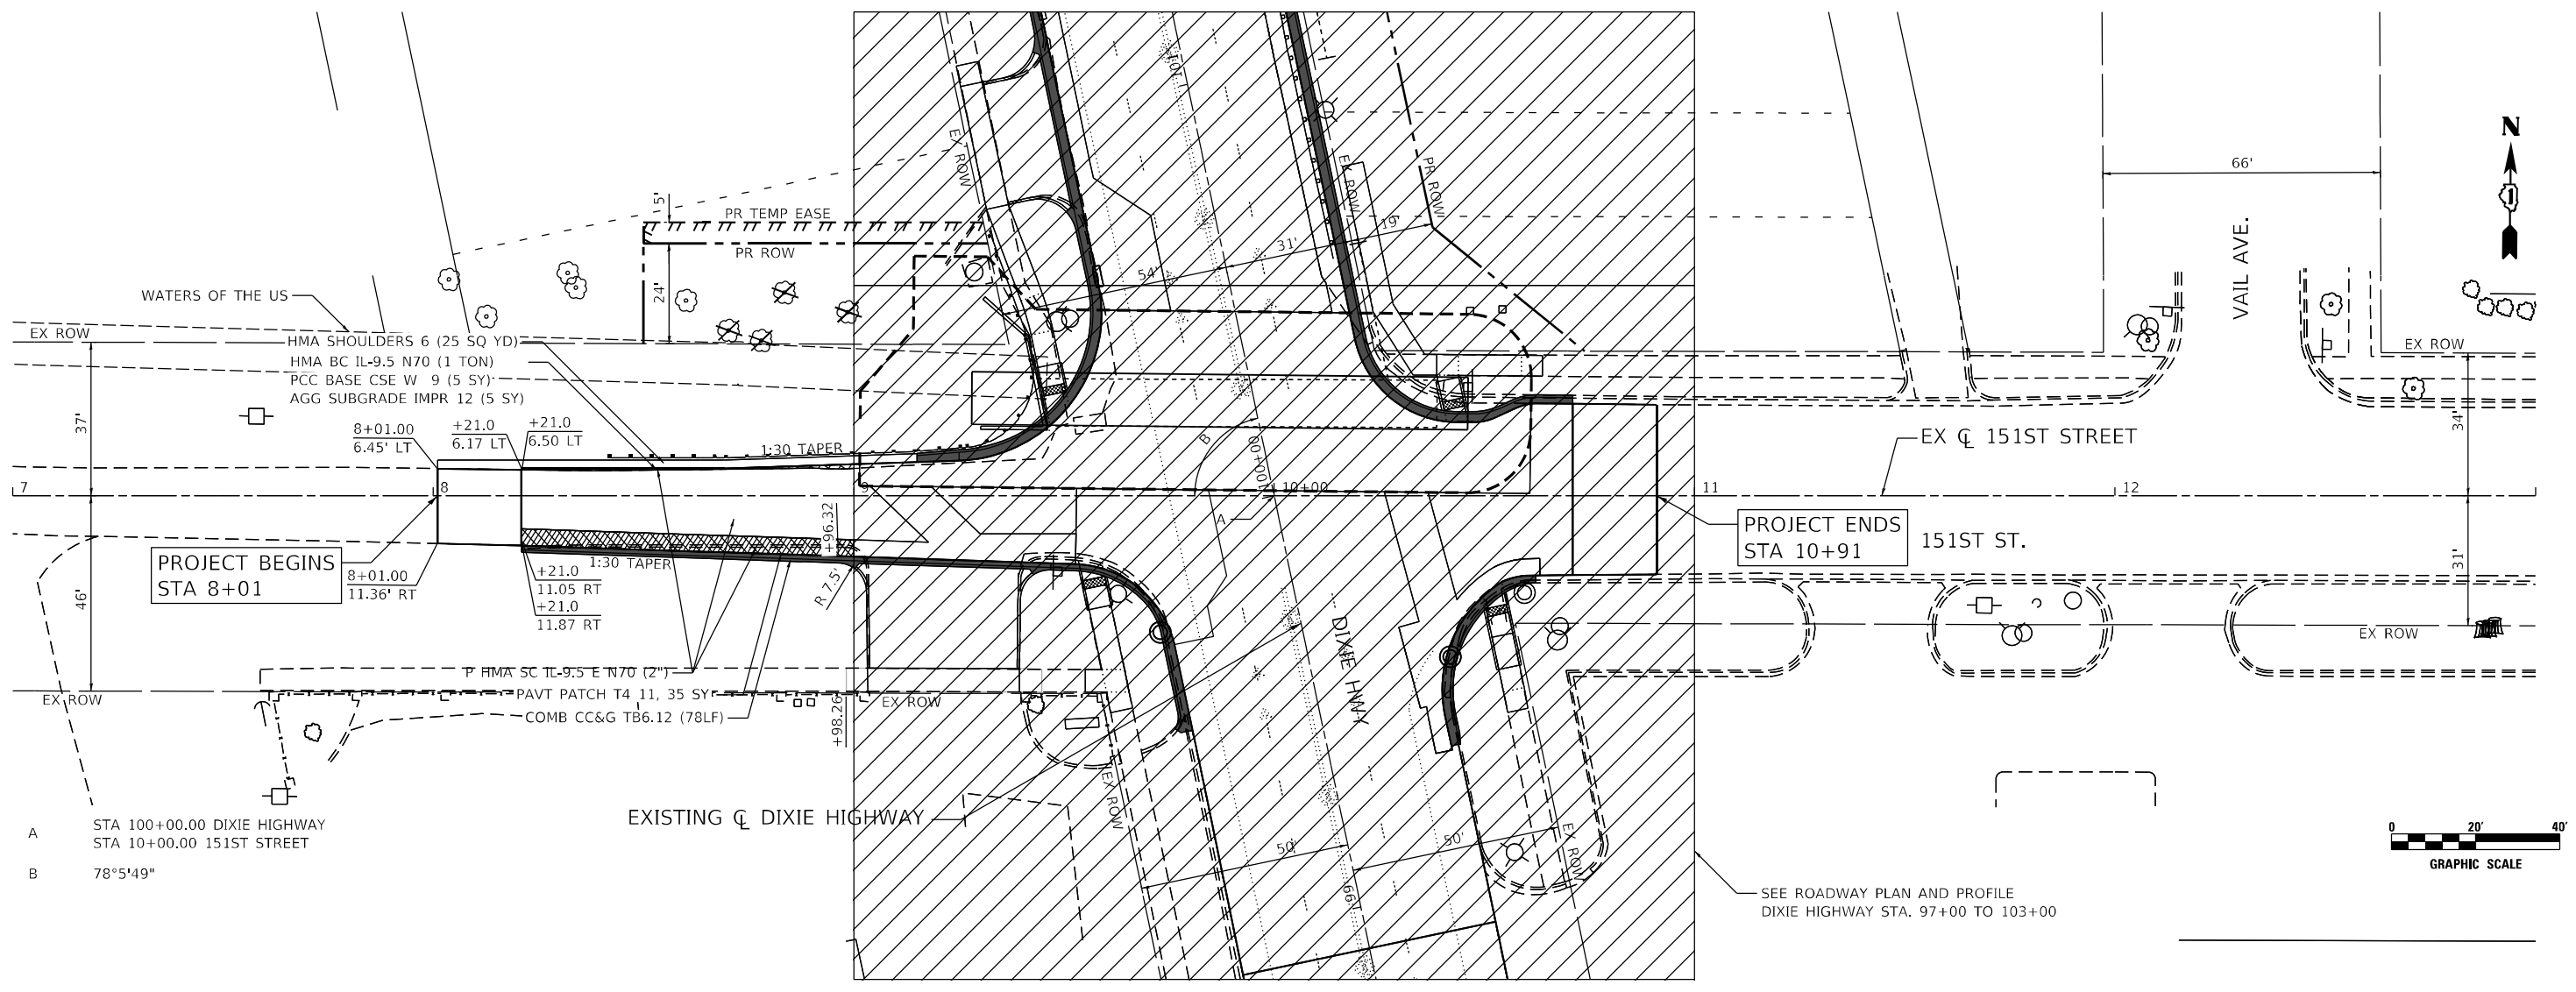 EX ROW
101
EX ROW
PR ROW
19'
31'
54'
5'
PR TEMP EASE
PR ROW
24'
WATERS OF THE US
EX ROW
HMA SHOULDERS 6 (25 SQ YD)
HMA BC IL-9.5 N70 (1 TON)
PCC BASE CSE W 9 (5 SY)
AGG SUBGRADE IMPR 12 (5 SY)
37'
8+01.00
6.45' LT
+21.0
6.17 LT
+21.0
6.50 LT
1:30 TAPER
7
8
9
B
100+00.00
10+00
A
11
12
66'
VAIL AVE.
N
1
EX ROW
34'
EX ℄ 151ST STREET
PROJECT ENDS
STA 10+91
151ST ST.
31'
EX ROW
PROJECT BEGINS
STA 8+01
46'
8+01.00
11.36' RT
+21.0
11.05 RT
+21.0
11.87 RT
1:30 TAPER
+96.32
R 7.5'
P HMA SC IL-9.5 E N70 (2")
PAVT PATCH T4 11, 35 SY
COMB CC&G TB6.12 (78LF)
EX ROW
EX ROW
+98.26
DIXIE HWY
EX ROW
EX ROW
EXISTING ℄ DIXIE HIGHWAY
50'
50'
99
A STA 100+00.00 DIXIE HIGHWAY
STA 10+00.00 151ST STREET
B 78°5'49"
SEE ROADWAY PLAN AND PROFILE
DIXIE HIGHWAY STA. 97+00 TO 103+00
0 20' 40'
GRAPHIC SCALE